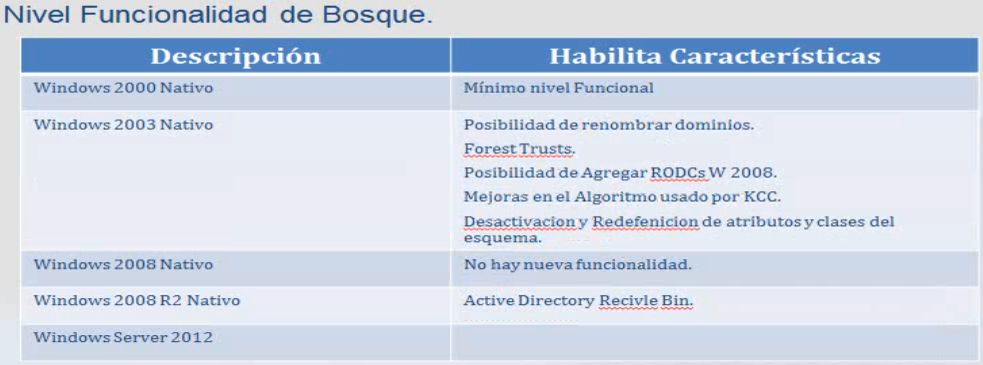 Nivel Funcionalidad de Bosque.
Descripción
Habilita Características
Windows 2000 Nativo
Mínimo nivel Funcional
Windows 2003 Nativo
Posibilidad de renombrar dominios.
Forest Trusts.
Posibilidad de Agregar RODCs W 2008.
Mejoras en el Algoritmo usado por KCC.
Desactivacion y Redefenicion de atributos y clases del
esquema.
Windows 2008 Nativo
No hay nueva funcionalidad.
Windows 2008 R2 Nativo
Active Directory Recivle Bin.
Windows Server 2012